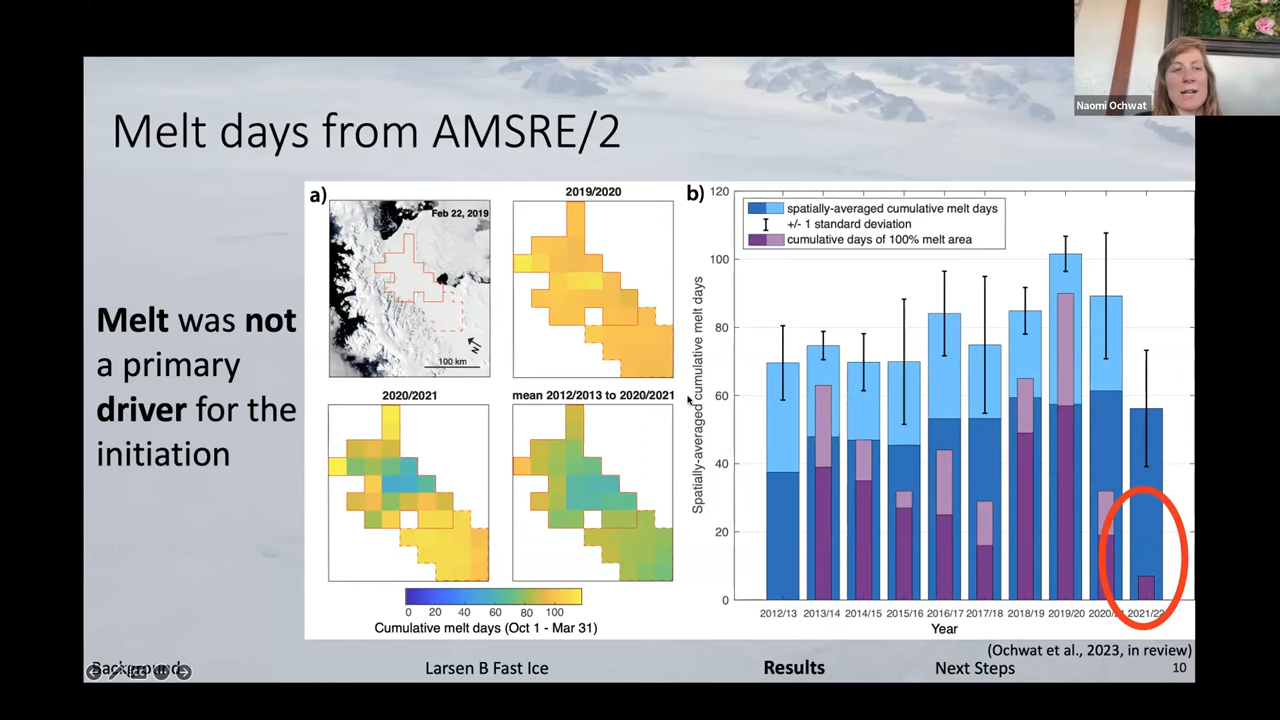 Naomi Ochwat
Melt days from AMSRE/2
Melt was not
a primary
driver for the
initiation
a)
Feb 22, 2019
N
100 km
2019/2020
2020/2021
mean 2012/2013 to 2020/2021
0 20 40 60 80 100
Cumulative melt days (Oct 1 - Mar 31)
b)
120
100
80
60
40
20
0
Spatially-averaged cumulative melt days
spatially-averaged cumulative melt days
+/- 1 standard deviation
cumulative days of 100% melt area
2012/13 2013/14 2014/15 2015/16 2016/17 2017/18 2018/19 2019/20 2020/21 2021/22
Year
(Ochwat et al., 2023, in review)
Background Larsen B Fast Ice Results Next Steps 10